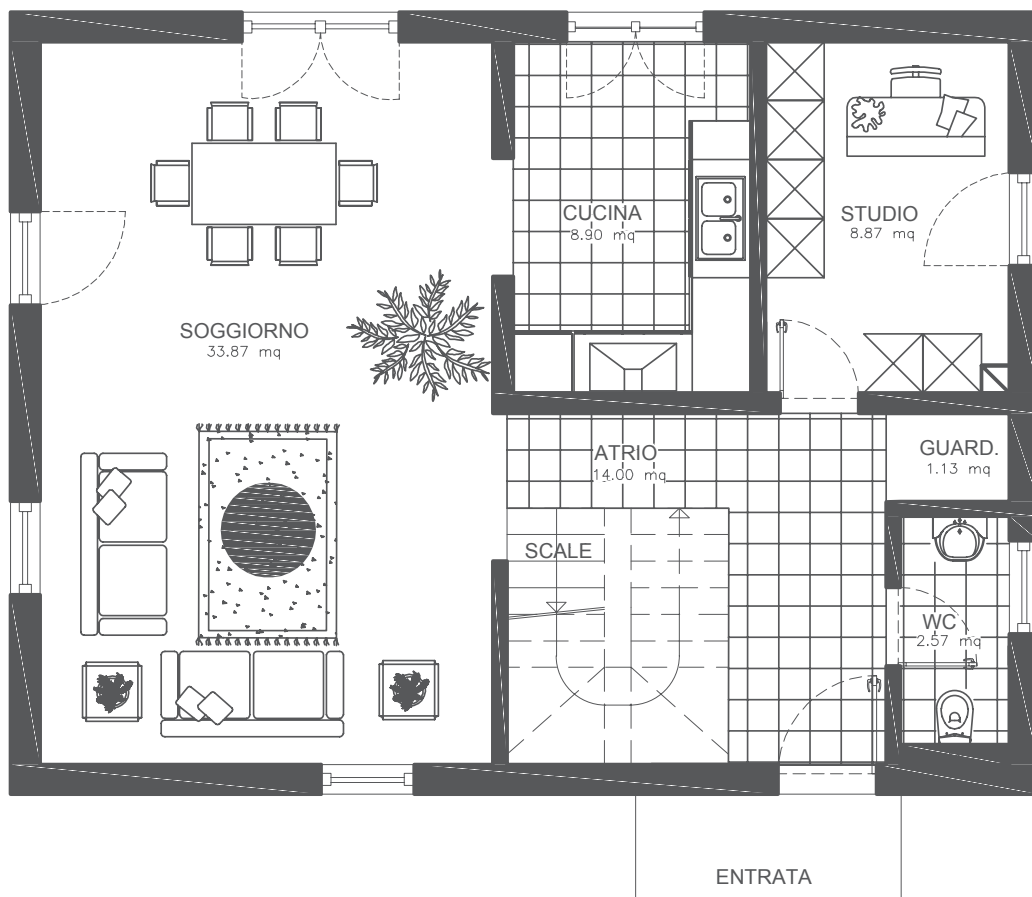 CUCINA
8.90 mq
STUDIO
8.87 mq
SOGGIORNO
33.87 mq
ATRIO
14.00 mq
GUARD.
1.13 mq
SCALE
WC
2.57 mq
ENTRATA